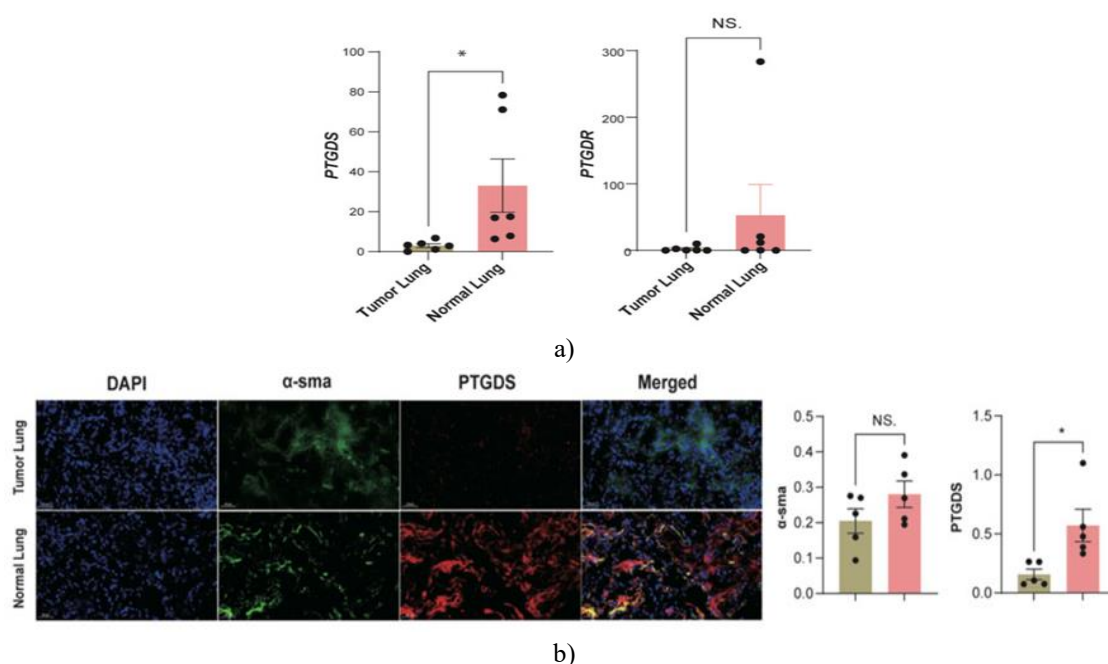 *
100
80
60
40
20
0
PTGDS
Tumor Lung
Normal Lung
NS.
300
200
100
0
PTGDR
Tumor Lung
Normal Lung
a)
DAPI
α-sma
PTGDS
Merged
Tumor Lung
Normal Lung
NS.
0.5
0.4
0.3
0.2
0.1
0.0
α-sma
*
1.5
1.0
0.5
0.0
PTGDS
b)